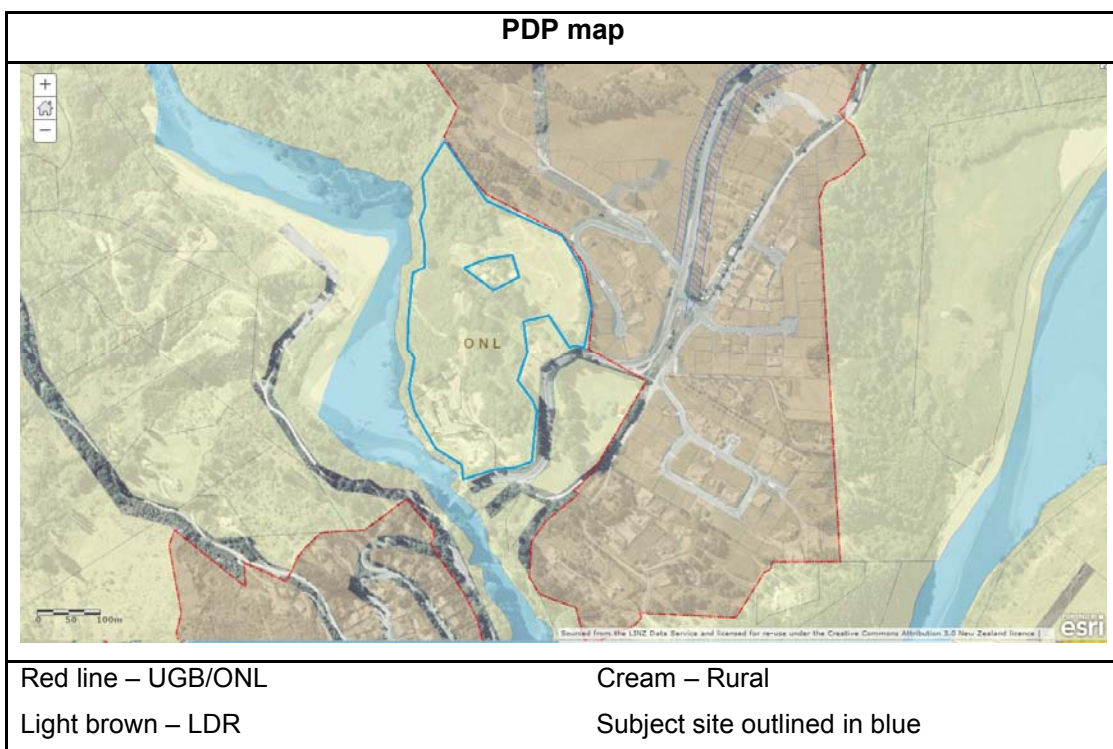 PDP map
+
−
ONL
0 50 100m
Sourced from the LINZ Data Service and licensed for re-use under the Creative Commons Attribution 3.0 New Zealand licence |
esri
Red line – UGB/ONL
Cream – Rural
Light brown – LDR
Subject site outlined in blue